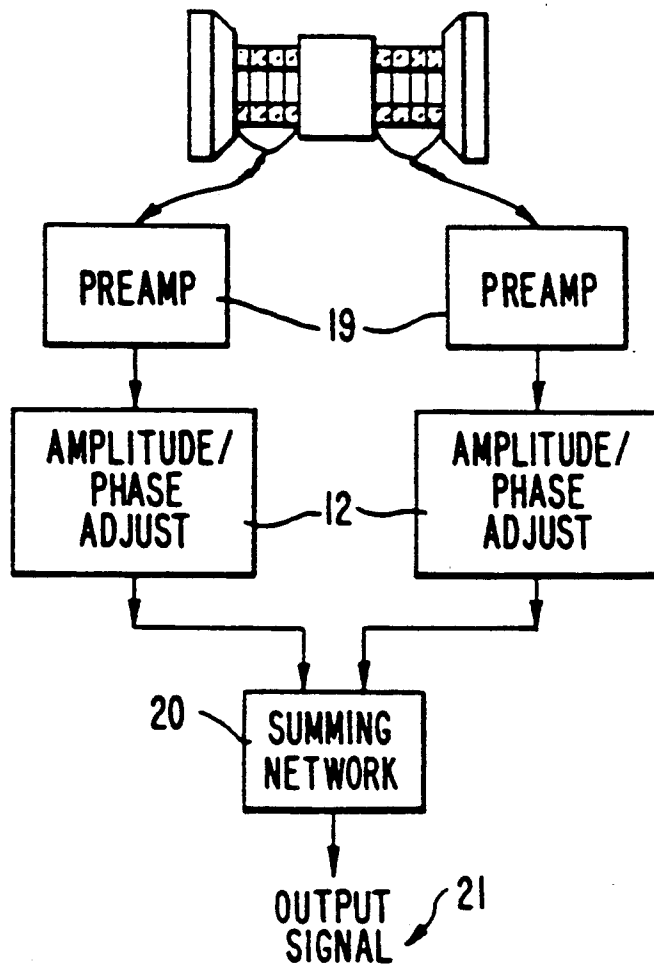 PREAMP
PREAMP
19
AMPLITUDE/
PHASE
ADJUST
AMPLITUDE/
PHASE
ADJUST
12
20
SUMMING
NETWORK
OUTPUT
SIGNAL
21